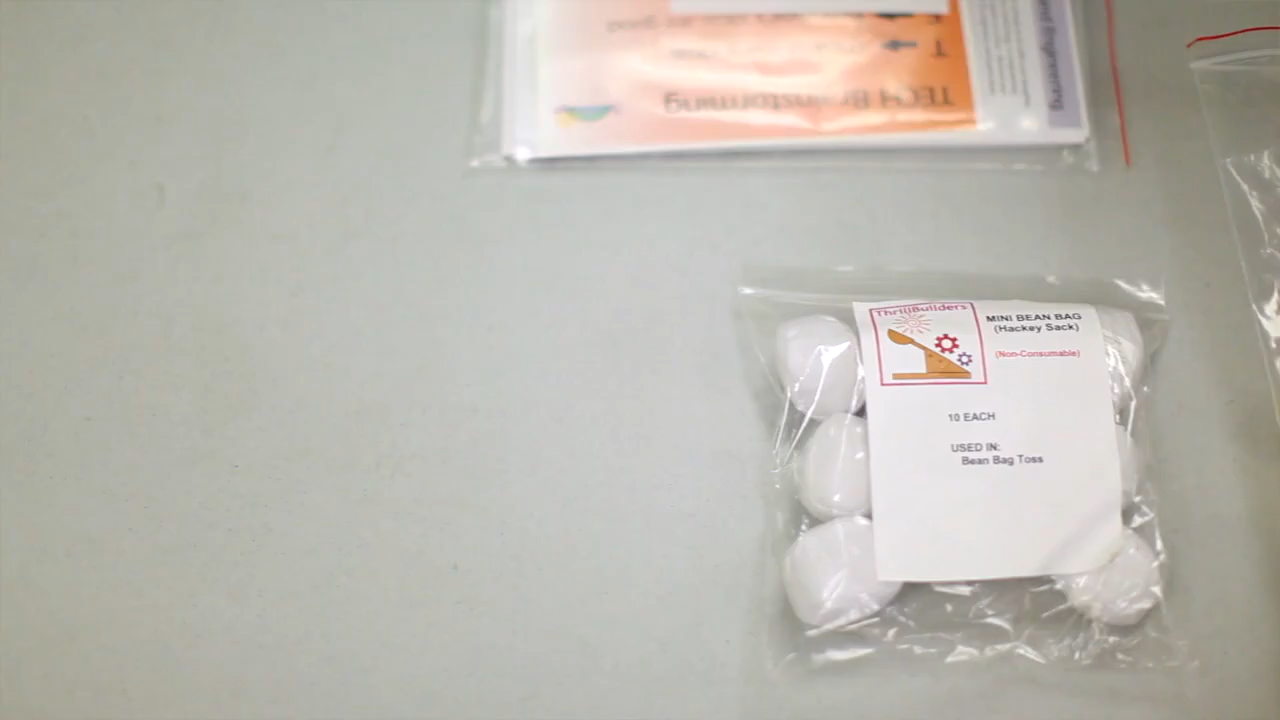 TECH Brainstorming
ThrillBuilders
MINI BEAN BAG
(Hackey Sack)
(Non-Consumable)
10 EACH
USED IN:
Bean Bag Toss